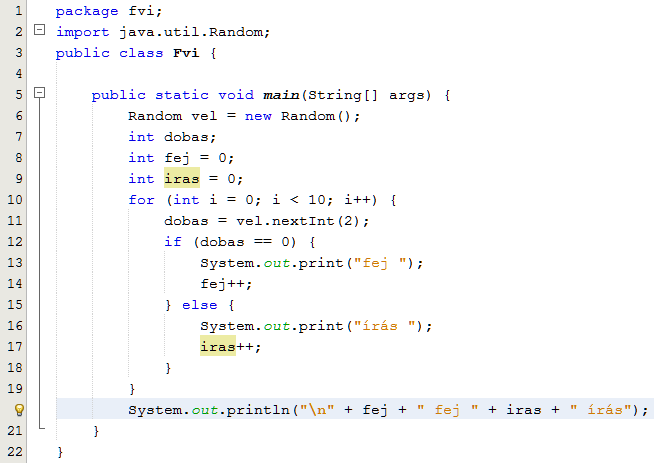 1 package fvi;
2 import java.util.Random;
3 public class Fvi {
4
5     public static void main(String[] args) {
6         Random vel = new Random();
7         int dobas;
8         int fej = 0;
9         int iras = 0;
10         for (int i = 0; i < 10; i++) {
11             dobas = vel.nextInt(2);
12             if (dobas == 0) {
13                 System.out.print("fej ");
14                 fej++;
15             } else {
16                 System.out.print("írás ");
17                 iras++;
18             }
19         }
        System.out.println("\n" + fej + " fej " + iras + " írás");
21     }
22 }